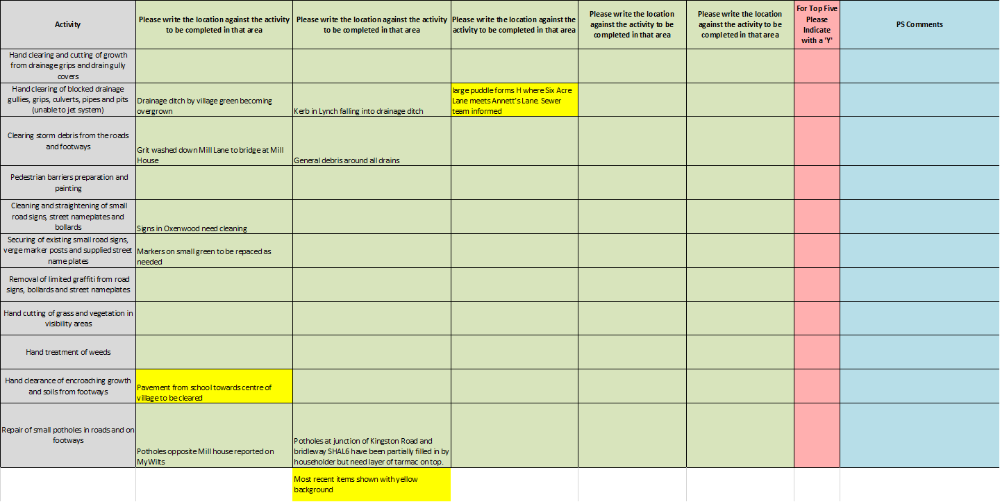 Activity
Please write the location against the activity
to be completed in that area
Please write the location against the activity
to be completed in that area
Please write the location against the
activity to be completed in that area
Please write the location
against the activity to be
completed in that area
Please write the location
against the activity to be
completed in that area
For Top Five
Please
Indicate
with a 'Y'
PS Comments
Hand clearing and cutting of growth
from drainage grips and drain gully
covers
Hand clearing of blocked drainage
gullies, grips, culverts, pipes and pits
(unable to jet system)
Drainage ditch by village green becoming
overgrown
Kerb in Lynch falling into drainage ditch
large puddle forms H where Six Acre
Lane meets Annett's Lane. Sewer
team informed
Clearing storm debris from the roads
and footways
Grit washed down Mill Lane to bridge at Mill
House
General debris around all drains
Pedestrian barriers preparation and
painting
Cleaning and straightening of small
road signs, street nameplates and
bollards
Signs in Oxenwood need cleaning
Securing of existing small road signs,
verge marker posts and supplied street
name plates
Markers on small green to be repaced as
needed
Removal of limited graffiti from road
signs, bollards and street nameplates
Hand cutting of grass and vegetation in
visibility areas
Hand treatment of weeds
Hand clearance of encroaching growth
and soils from footways
Pavement from school towards centre of
village to be cleared
Repair of small potholes in roads and on
footways
Potholes opposite Mill house reported on
MyWilts
Potholes at junction of Kingston Road and
bridleway SHAL6 have been partially filled in by
householder but need layer of tarmac on top.
Most recent items shown with yellow
background